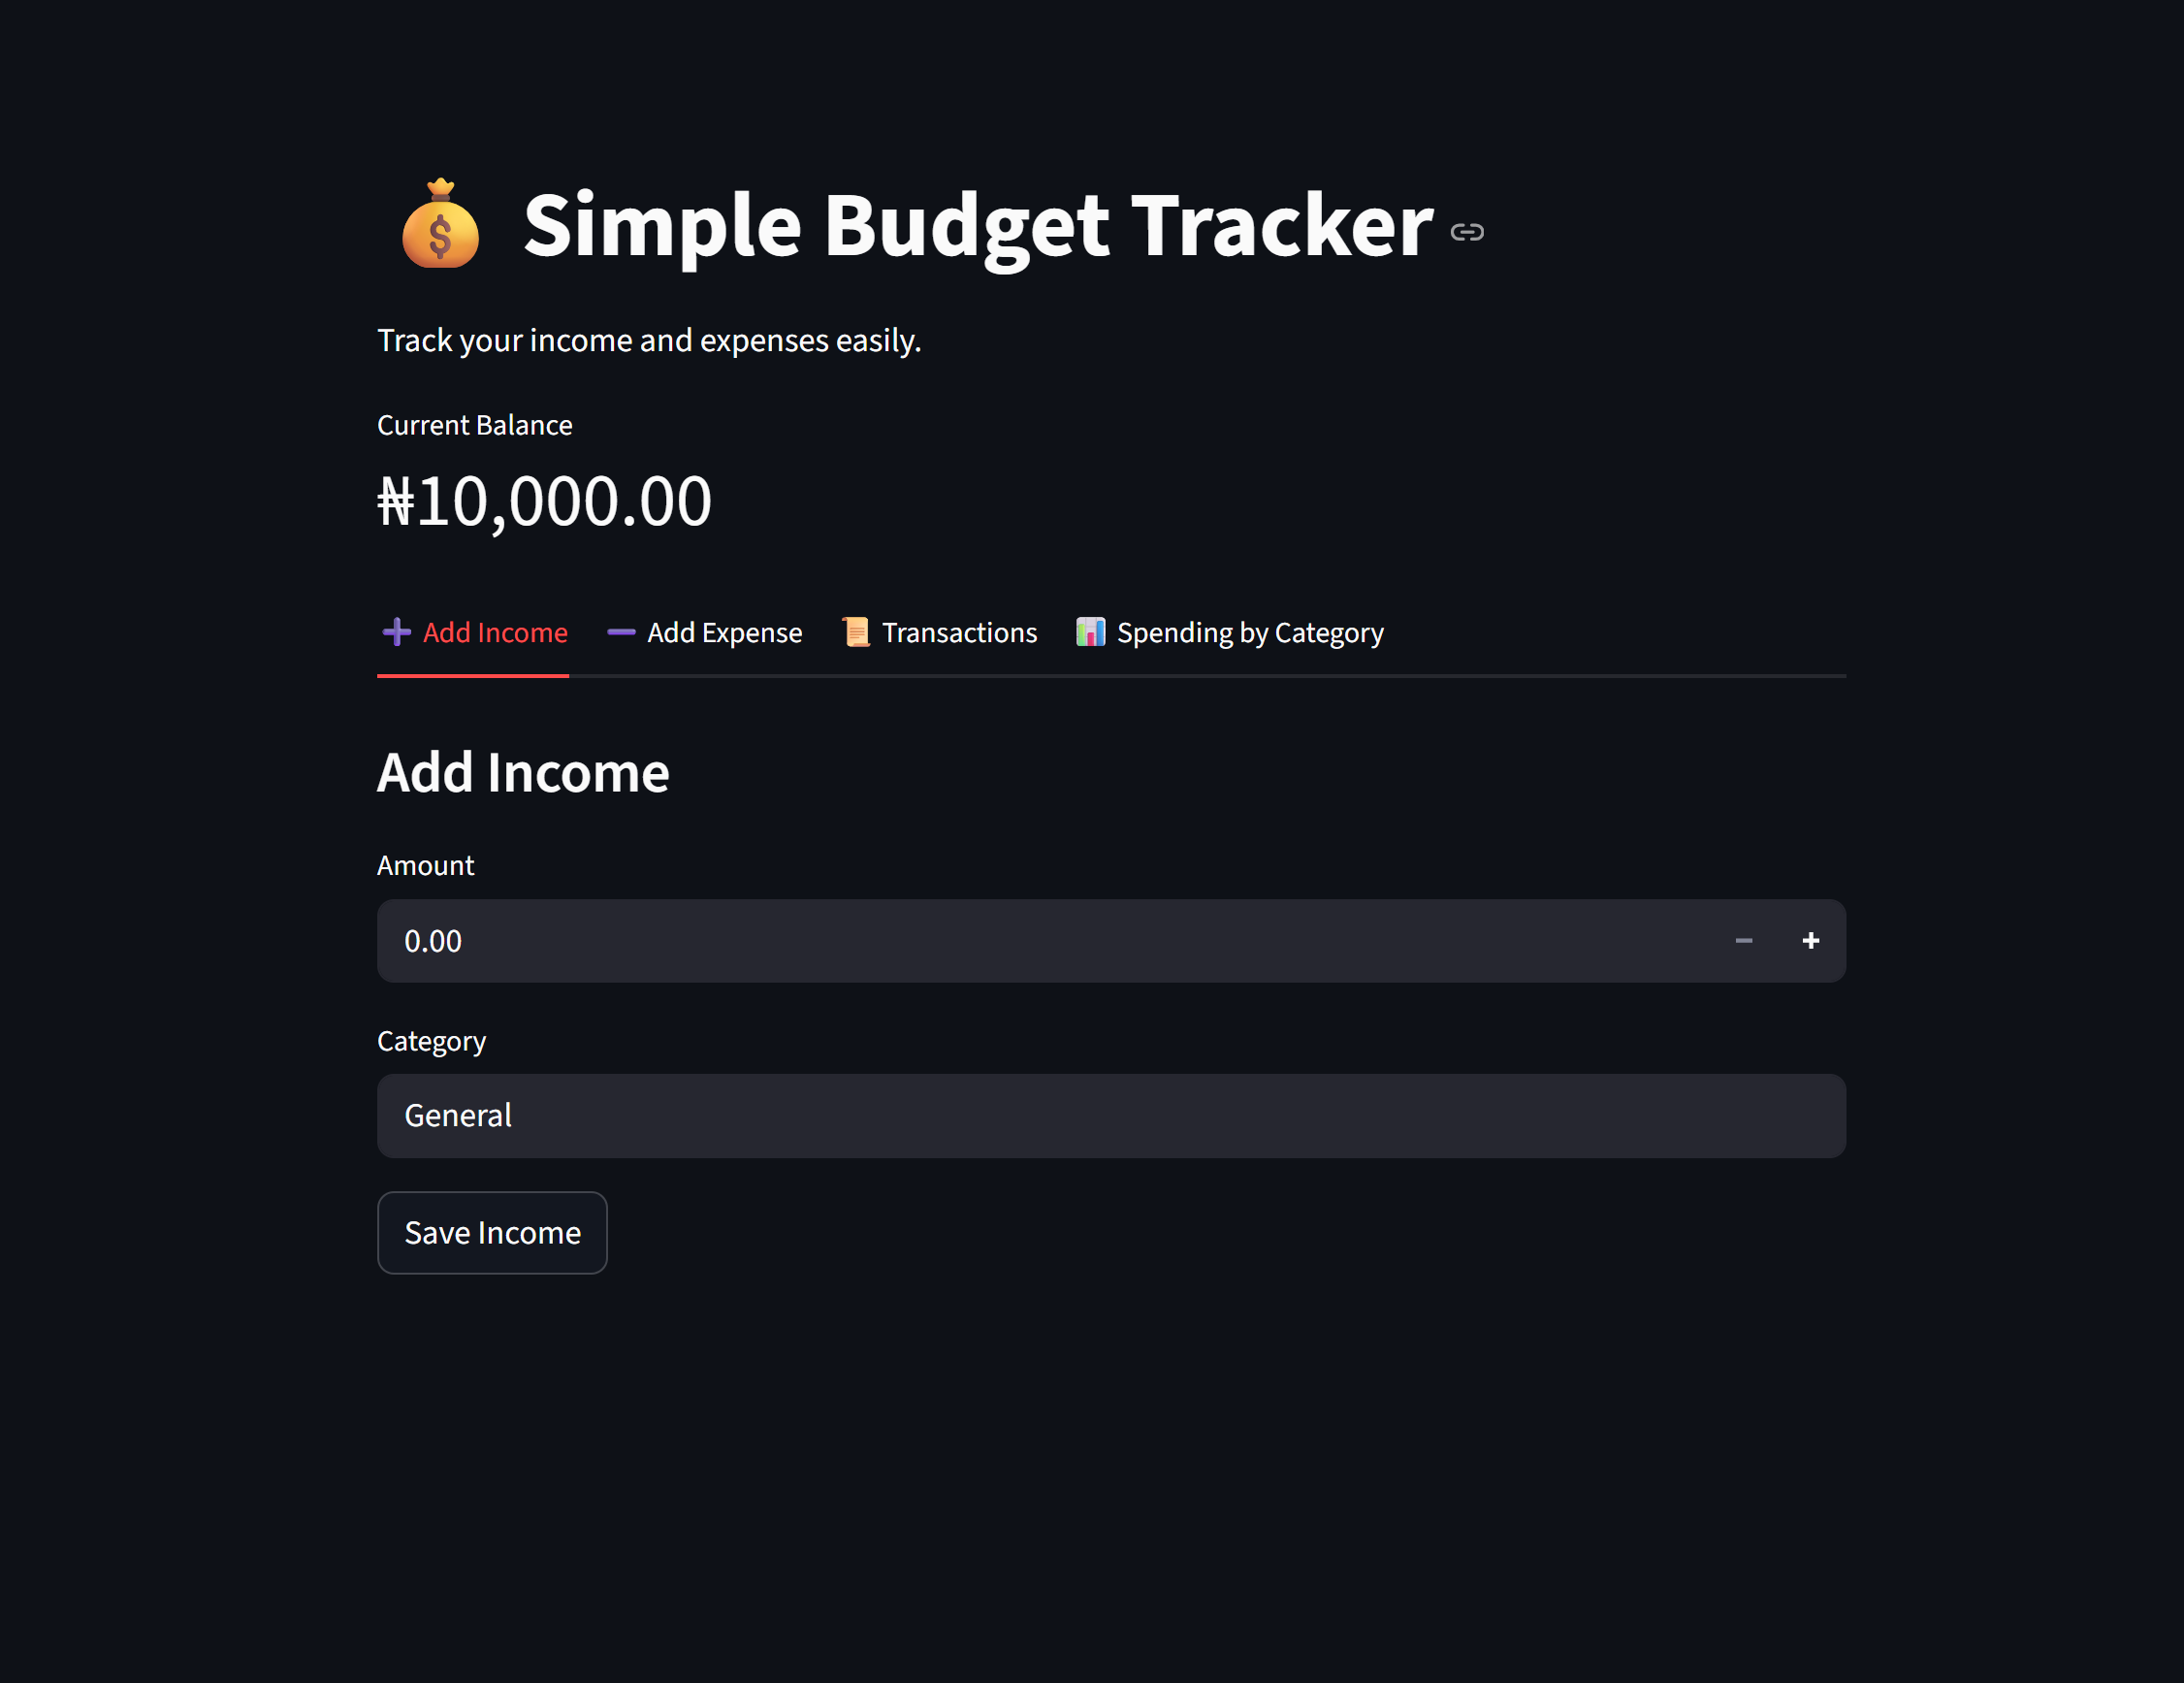 💰 Simple Budget Tracker
Track your income and expenses easily.
Current Balance
₦10,000.00
➕ Add Income ➖ Add Expense 📜 Transactions 📊 Spending by Category
Add Income
Amount
0.00 − +
Category
General
Save Income